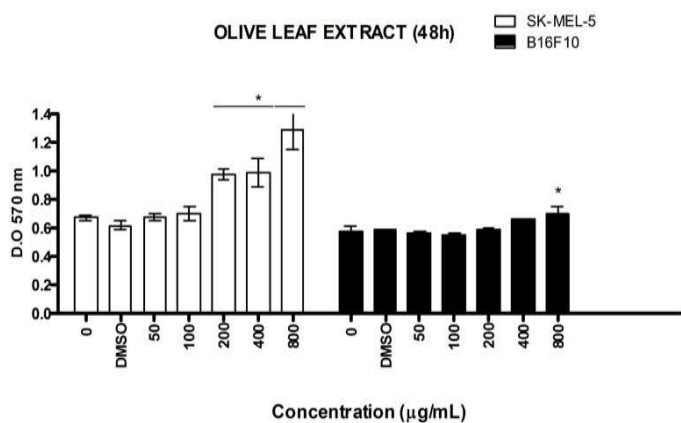 OLIVE LEAF EXTRACT (48h)
SK-MEL-5
B16F10
D.O 570 nm
1.4
1.2
1.0
0.8
0.6
0.4
0.2
0.0
*
*
0 DMSO 50 100 200 400 800 0 DMSO 50 100 200 400 800
Concentration (µg/mL)